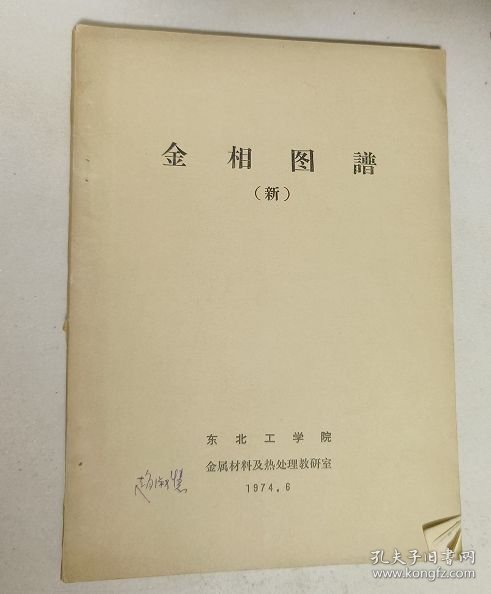 金相图譜
（新）
东北工学院
金属材料及热处理教研室
1974.6
孔夫子旧书网
www.kongfz.com